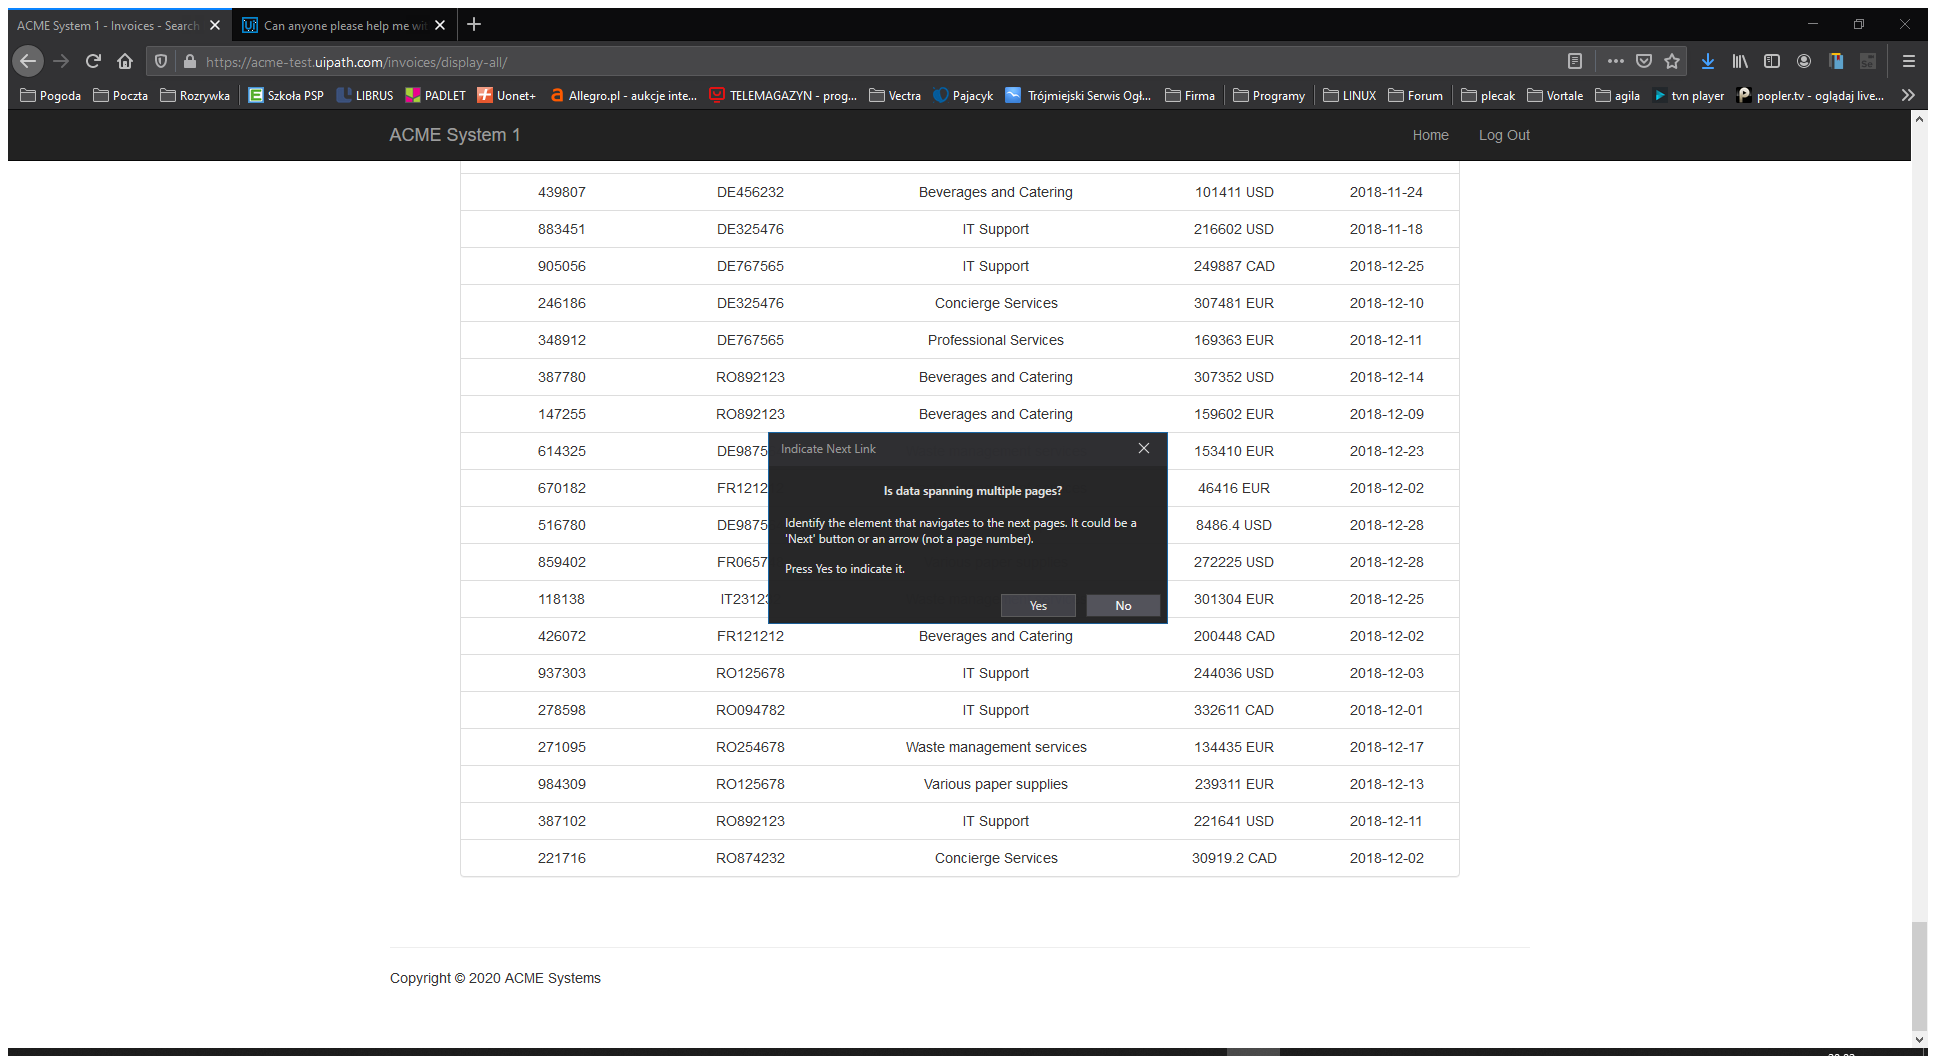 ACME System 1 - Invoices - Search
Can anyone please help me wi
https://acme-test.uipath.com/invoices/display-all/
Pogoda Poczta Rozrywka Szkoła PSP LIBRUS PADLET Uonet+ Allegro.pl - aukcje inte... TELEMAGAZYN - prog... Vectra Pajacyk Trójmiejski Serwis Ogł... Firma Programy LINUX Forum plecak Vortale agila tvn player popler.tv - oglądaj live...
ACME System 1 Home Log Out
439807 DE456232 Beverages and Catering 101411 USD 2018-11-24
883451 DE325476 IT Support 216602 USD 2018-11-18
905056 DE767565 IT Support 249887 CAD 2018-12-25
246186 DE325476 Concierge Services 307481 EUR 2018-12-10
348912 DE767565 Professional Services 169363 EUR 2018-12-11
387780 RO892123 Beverages and Catering 307352 USD 2018-12-14
147255 RO892123 Beverages and Catering 159602 EUR 2018-12-09
614325 DE9875 153410 EUR 2018-12-23
670182 FR1212 46416 EUR 2018-12-02
516780 DE9875 8486.4 USD 2018-12-28
859402 FR0657 272225 USD 2018-12-28
118138 IT2312 301304 EUR 2018-12-25
Indicate Next Link
Is data spanning multiple pages?
Identify the element that navigates to the next pages. It could be a
'Next' button or an arrow (not a page number).
Press Yes to indicate it.
Yes No
426072 FR121212 Beverages and Catering 200448 CAD 2018-12-02
937303 RO125678 IT Support 244036 USD 2018-12-03
278598 RO094782 IT Support 332611 CAD 2018-12-01
271095 RO254678 Waste management services 134435 EUR 2018-12-17
984309 RO125678 Various paper supplies 239311 EUR 2018-12-13
387102 RO892123 IT Support 221641 USD 2018-12-11
221716 RO874232 Concierge Services 30919.2 CAD 2018-12-02
Copyright © 2020 ACME Systems